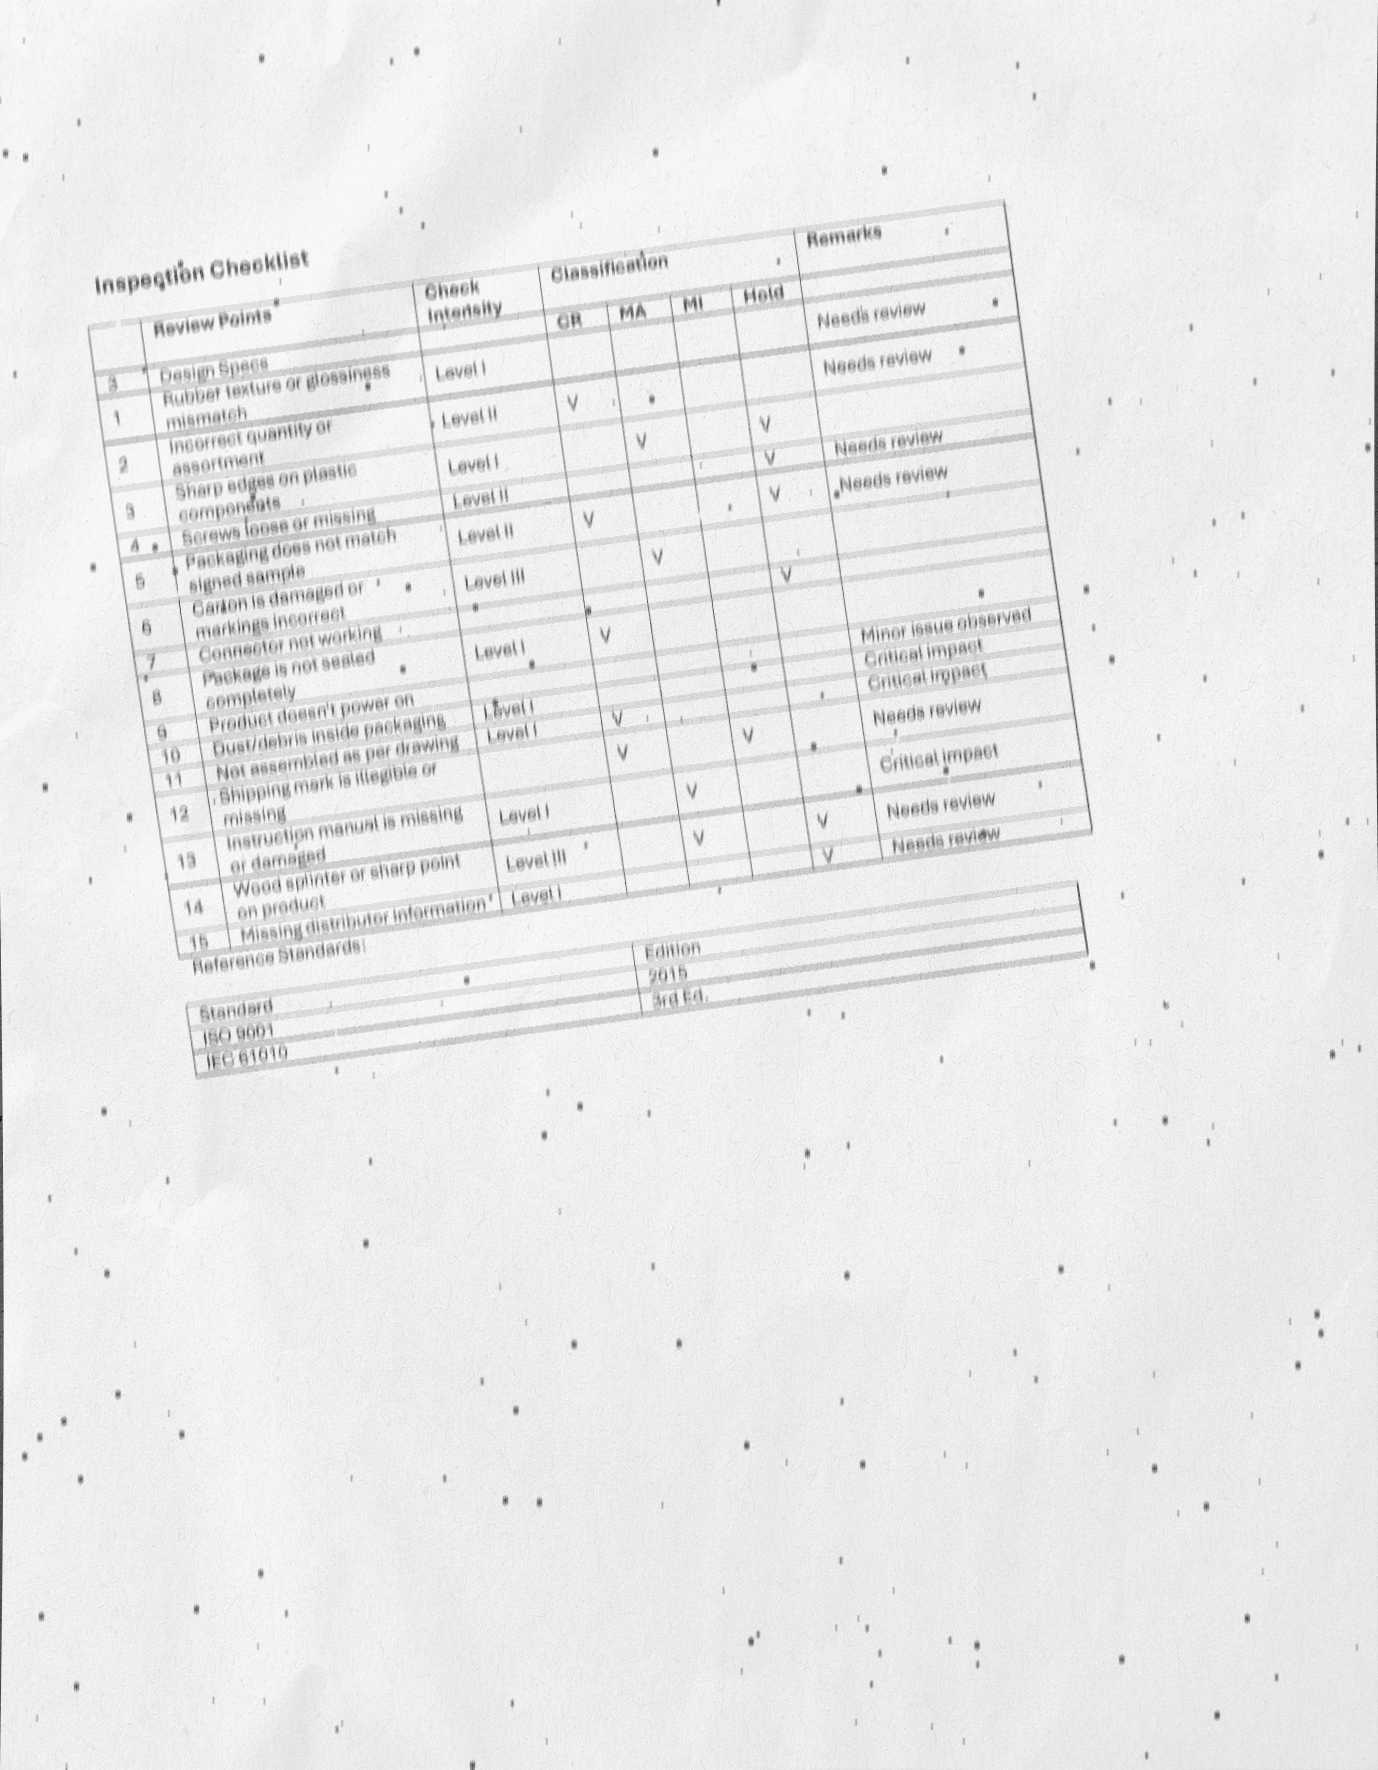 Inspection Checklist
Review Points Check Intensity Classification Remarks
CR MA MI Hold
3 Design Specs
1 Rubber texture or glossiness mismatch Level I Needs review
2 Incorrect quantity or assortment Level II V Needs review
3 Sharp edges on plastic components Level I V V
4 Screws loose or missing Level II V Needs review
5 Packaging does not match signed sample Level II V V Needs review
6 Carton is damaged or markings incorrect Level III V
7 Connector not working V
8 Package is not sealed completely Level I V
9 Product doesn't power on Minor issue observed
10 Dust/debris inside packaging Level I Critical impact
11 Not assembled as per drawing Level I V Critical impact
12 Shipping mark is illegible or missing V V Needs review
13 Instruction manual is missing or damaged Level I V Critical impact
14 Wood splinter or sharp point on product Level III V V Needs review
15 Missing distributor information Level I V Needs review
Reference Standards:
Standard Edition
ISO 9001 2015
IEC 61010 3rd Ed.